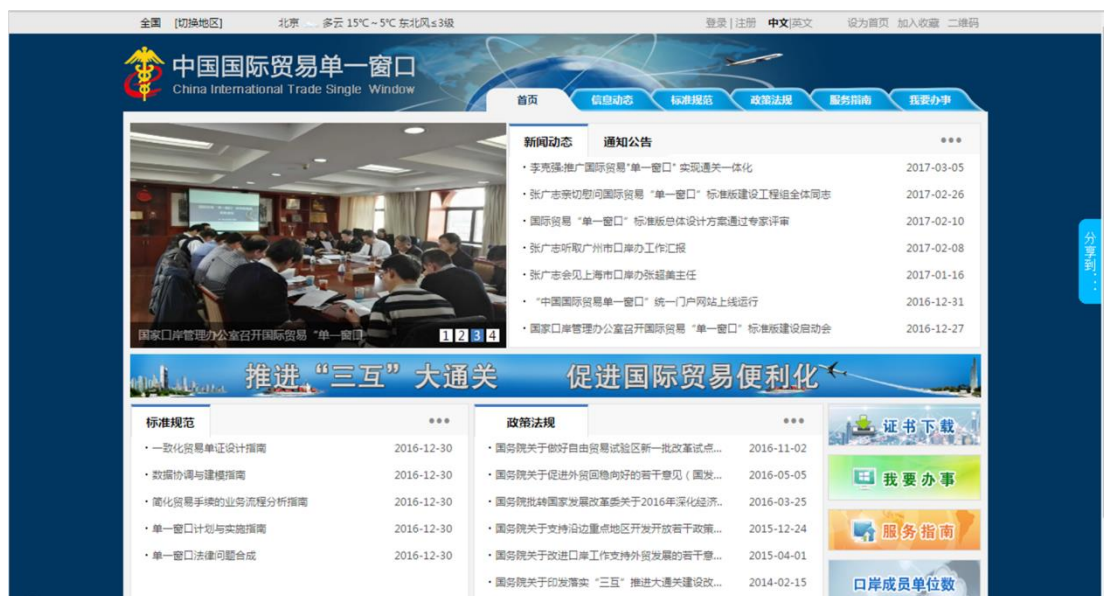 全国 [切换地区] 北京 多云 15℃~5℃ 东北风≤3级 登录 | 注册 中文|英文 设为首页 加入收藏 二维码
中国国际贸易单一窗口
China International Trade Single Window
首页 信息动态 标准规范 政策法规 服务指南 我要办事
国家口岸管理办公室召开国际贸易“单一窗口
1 2 3 4
新闻动态 通知公告
·李克强:推广国际贸易"单一窗口" 实现通关一体化 2017-03-05
·张广志亲切慰问国际贸易“单一窗口”标准版建设工程组全体同志 2017-02-26
·国际贸易“单一窗口”标准版总体设计方案通过专家评审 2017-02-10
·张广志听取广州市口岸办工作汇报 2017-02-08
·张广志会见上海市口岸办张超美主任 2017-01-16
·“中国国际贸易单一窗口”统一门户网站上线运行 2016-12-31
·国家口岸管理办公室召开国际贸易“单一窗口”标准版建设启动会 2016-12-27
分享到:...
推进“三互”大通关 促进国际贸易便利化
标准规范
·一致化贸易单证设计指南 2016-12-30
·数据协调与建模指南 2016-12-30
·简化贸易手续的业务流程分析指南 2016-12-30
·单一窗口计划与实施指南 2016-12-30
·单一窗口法律问题合成 2016-12-30
政策法规
·国务院关于做好自由贸易试验区新一批改革试点... 2016-11-02
·国务院关于促进外贸回稳向好的若干意见(国发... 2016-05-05
·国务院批转国家发展改革委关于2016年深化经济... 2016-03-25
·国务院关于支持沿边重点地区开发开放若干政策... 2015-12-24
·国务院关于改进口岸工作支持外贸发展的若干意... 2015-04-01
·国务院关于印发落实“三互”推进大通关建设改... 2014-02-15
证书下载
我要办事
服务指南
口岸成员单位数